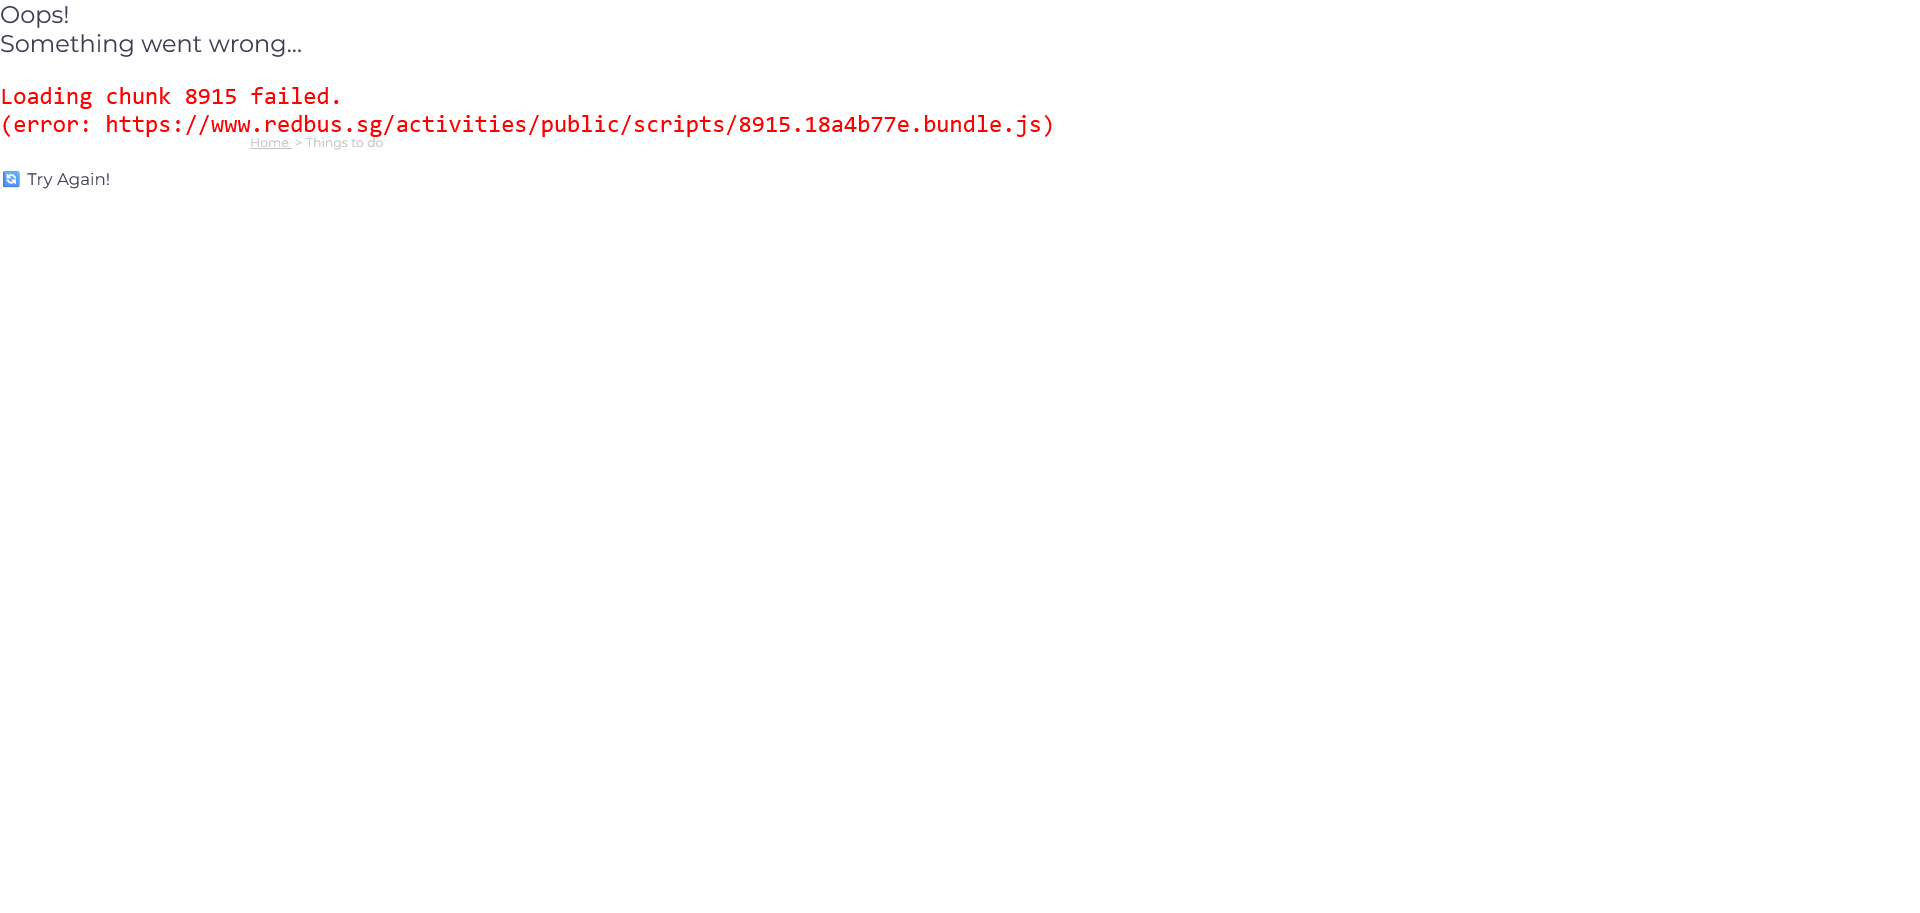 Oops!
Something went wrong...
Loading chunk 8915 failed.
(error: https://www.redbus.sg/activities/public/scripts/8915.18a4b77e.bundle.js)
Home > Things to do
Try Again!